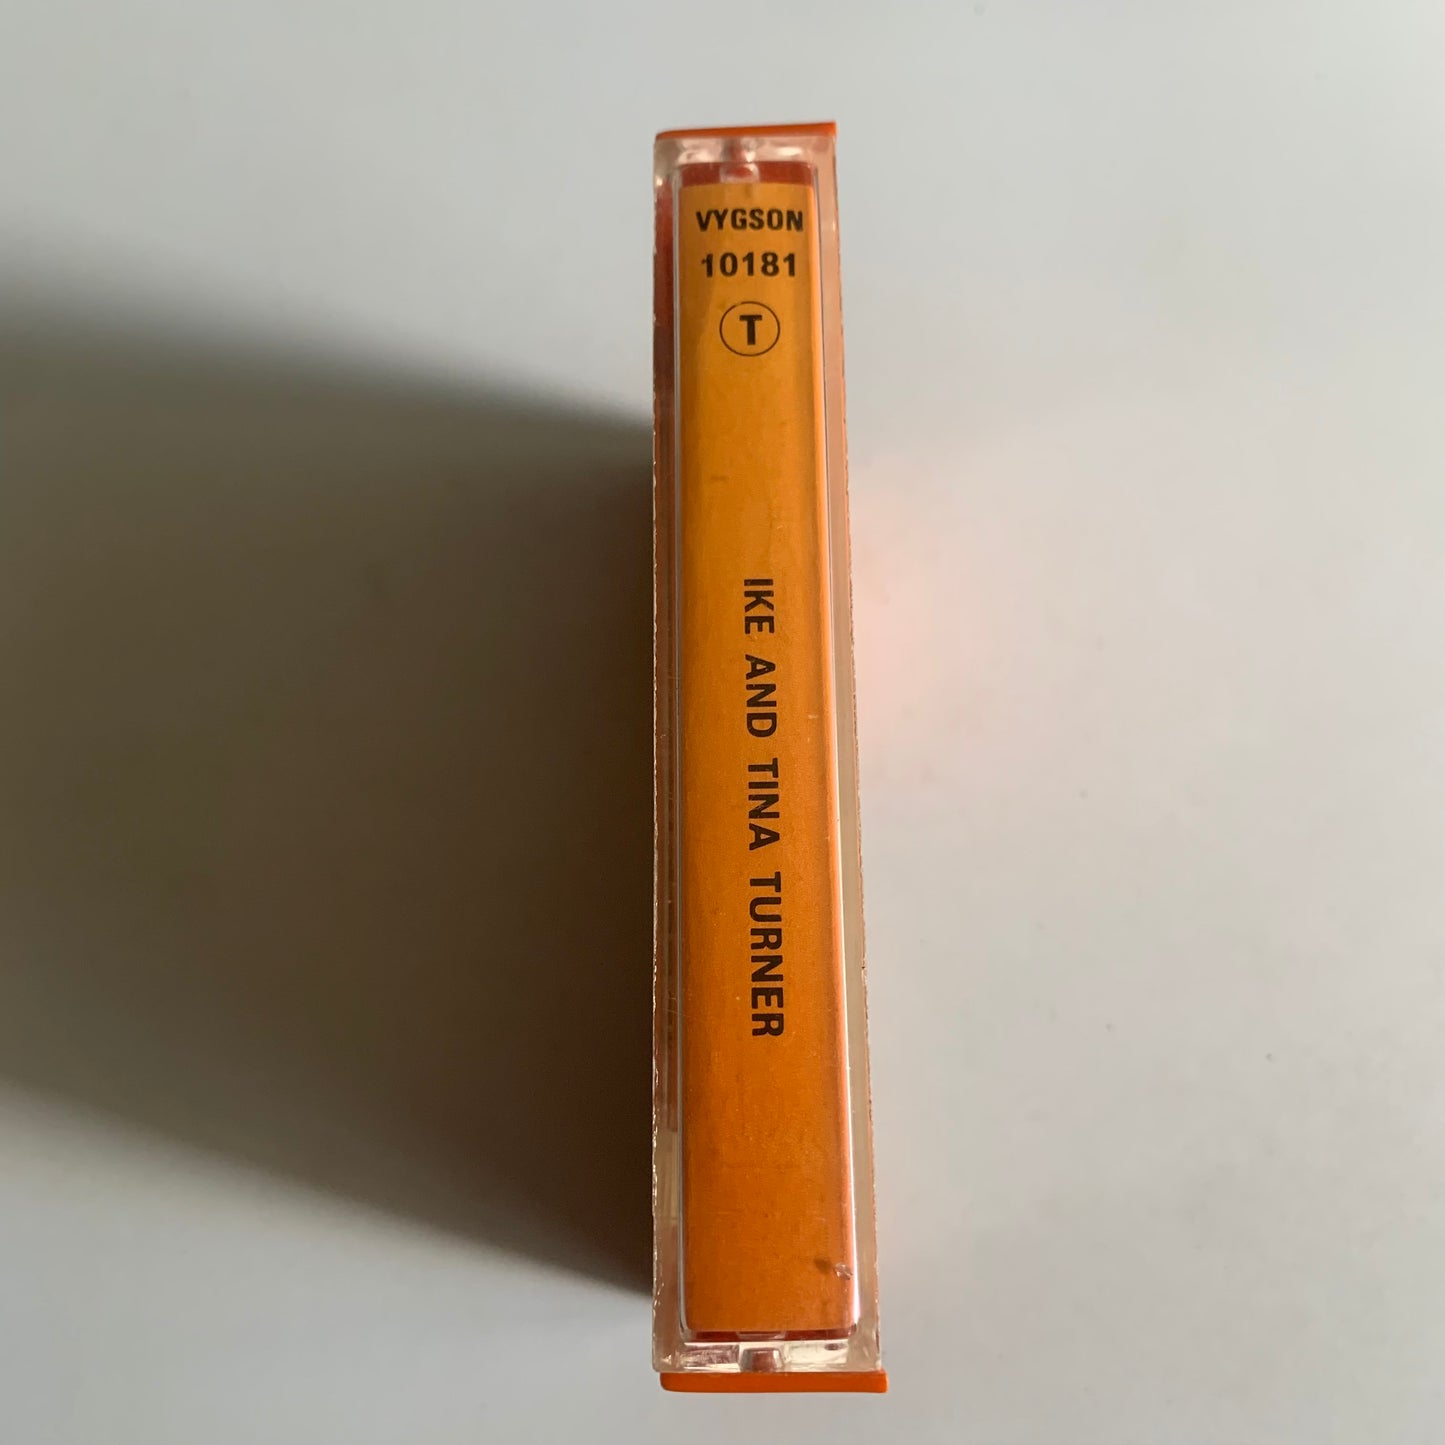 VYGSON
10181
T
IKE AND TINA TURNER